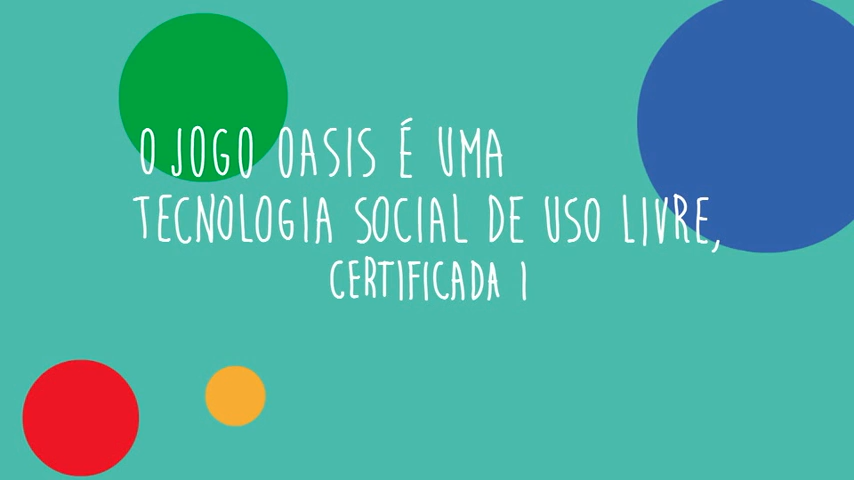 O JOGO OASIS É UMA
TECNOLOGIA SOCIAL DE USO LIVRE,
CERTIFICADA I